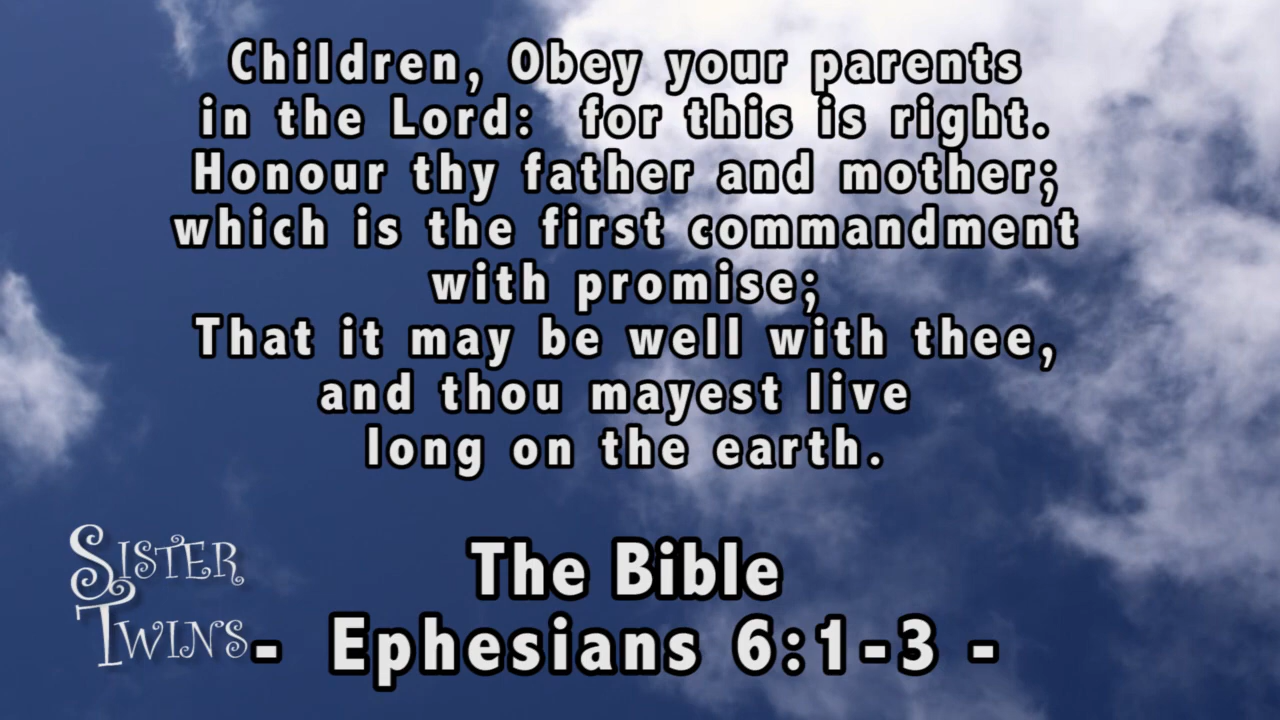 Children, Obey your parents
in the Lord:  for this is right.
Honour thy father and mother;
which is the first commandment
with promise;
That it may be well with thee,
and thou mayest live
long on the earth.
The Bible
- Ephesians 6:1-3 -
SISTER
TWINS